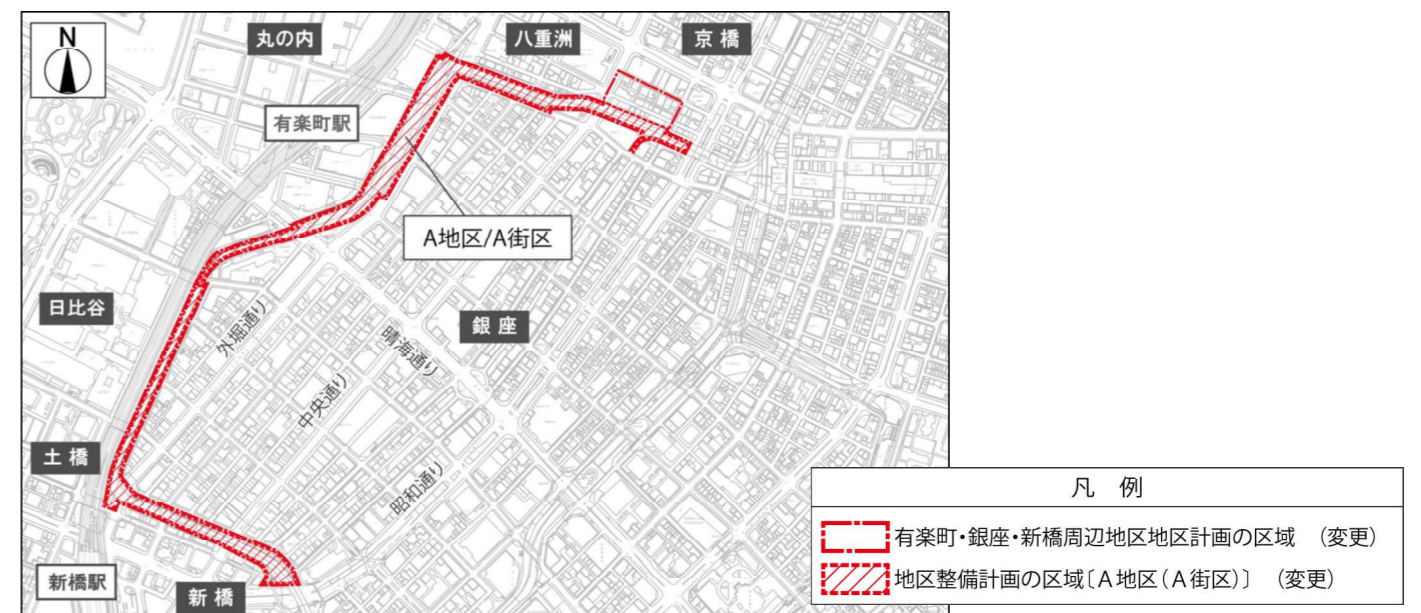 N
丸の内
八重洲
京橋
有楽町駅
A地区/A街区
日比谷
銀座
外堀通り
晴海通り
中央通り
昭和通り
土橋
新橋駅
新橋
凡 例
有楽町・銀座・新橋周辺地区地区計画の区域 (変更)
地区整備計画の区域〔A地区(A街区)〕 (変更)